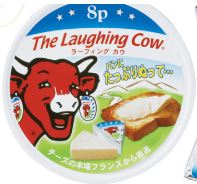 8p
The Laughing Cow®
ラーフィング カウ
パンに
たっぷりぬって…
チーズの本場フランスから直送